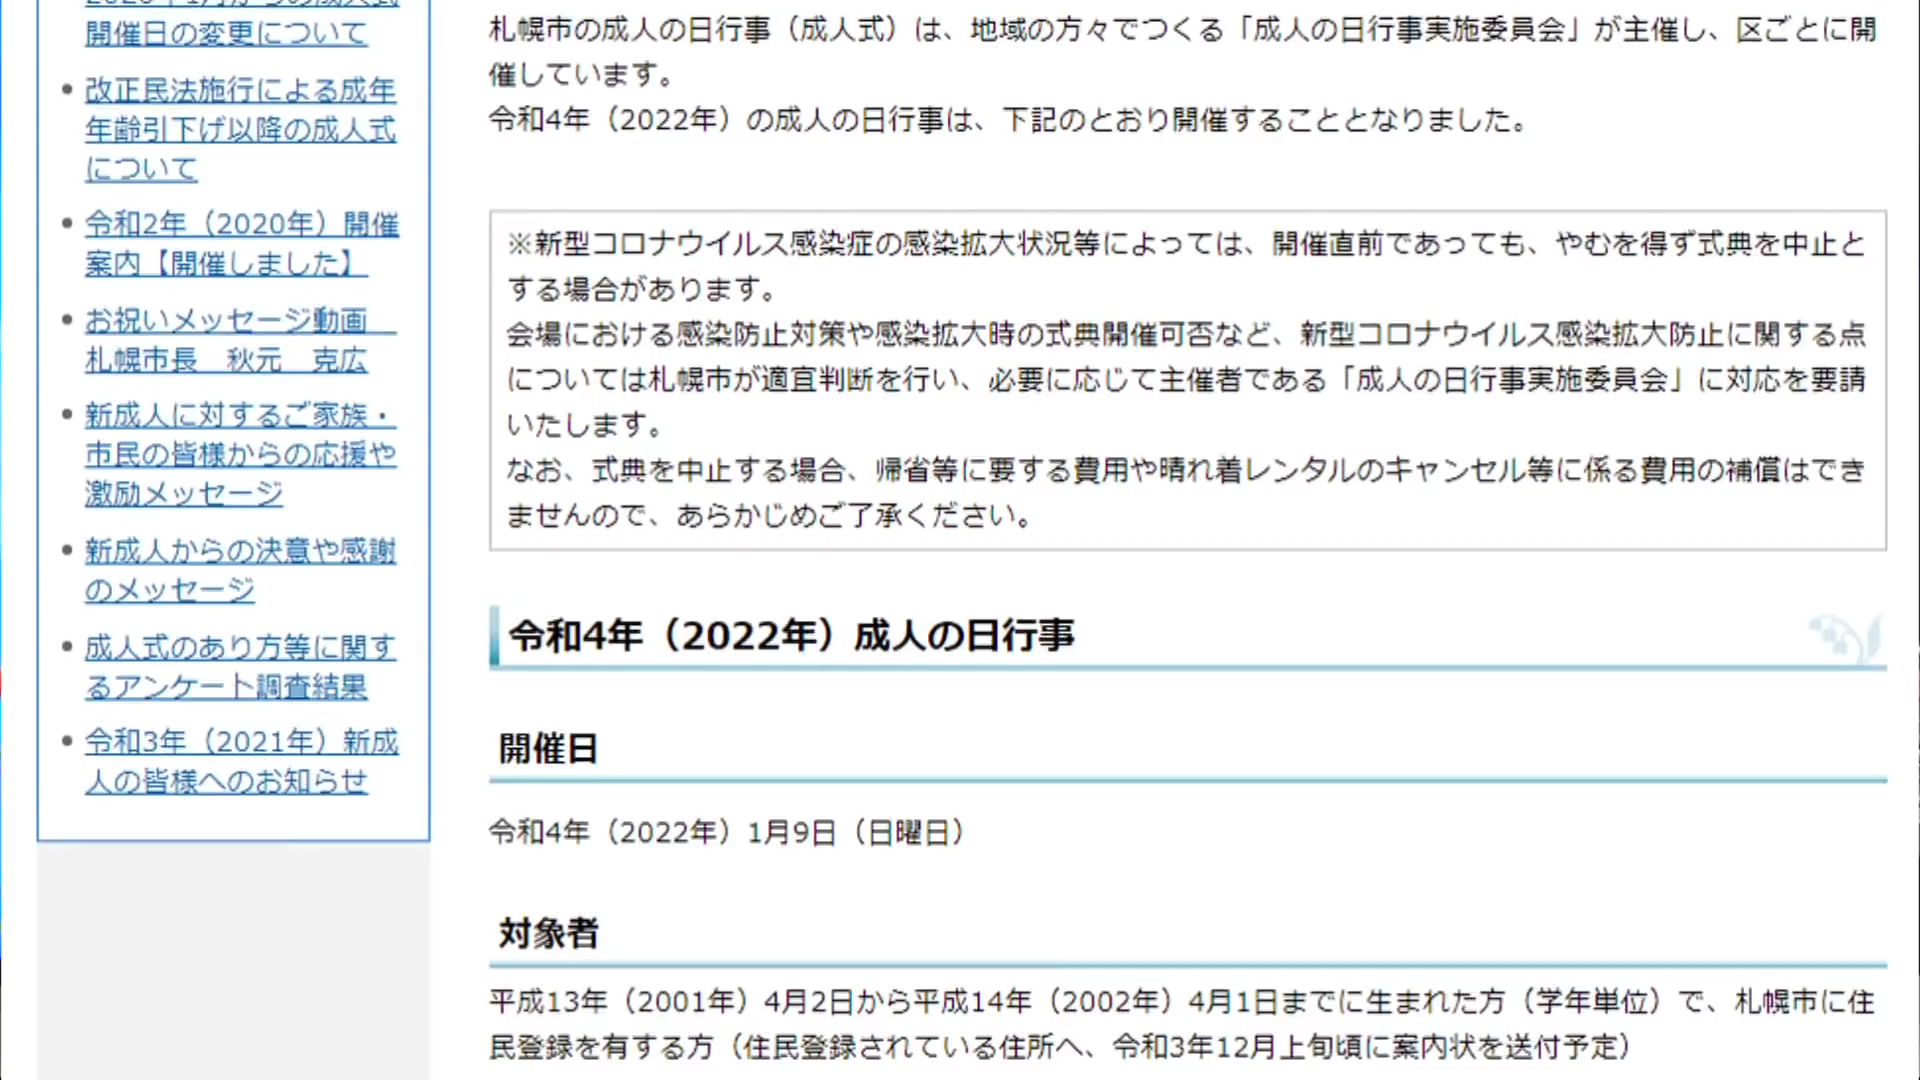 開催日の変更について
改正民法施行による成年
年齢引下げ以降の成人式
について
令和2年（2020年）開催
案内【開催しました】
お祝いメッセージ動画
札幌市長　秋元　克広
新成人に対するご家族・
市民の皆様からの応援や
激励メッセージ
新成人からの決意や感謝
のメッセージ
成人式のあり方等に関す
るアンケート調査結果
令和3年（2021年）新成
人の皆様へのお知らせ
札幌市の成人の日行事（成人式）は、地域の方々でつくる「成人の日行事実施委員会」が主催し、区ごとに開
催しています。
令和4年（2022年）の成人の日行事は、下記のとおり開催することとなりました。
※新型コロナウイルス感染症の感染拡大状況等によっては、開催直前であっても、やむを得ず式典を中止と
する場合があります。
会場における感染防止対策や感染拡大時の式典開催可否など、新型コロナウイルス感染拡大防止に関する点
については札幌市が適宜判断を行い、必要に応じて主催者である「成人の日行事実施委員会」に対応を要請
いたします。
なお、式典を中止する場合、帰省等に要する費用や晴れ着レンタルのキャンセル等に係る費用の補償はでき
ませんので、あらかじめご了承ください。
令和4年（2022年）成人の日行事
開催日
令和4年（2022年）1月9日（日曜日）
対象者
平成13年（2001年）4月2日から平成14年（2002年）4月1日までに生まれた方（学年単位）で、札幌市に住
民登録を有する方（住民登録されている住所へ、令和3年12月上旬頃に案内状を送付予定）